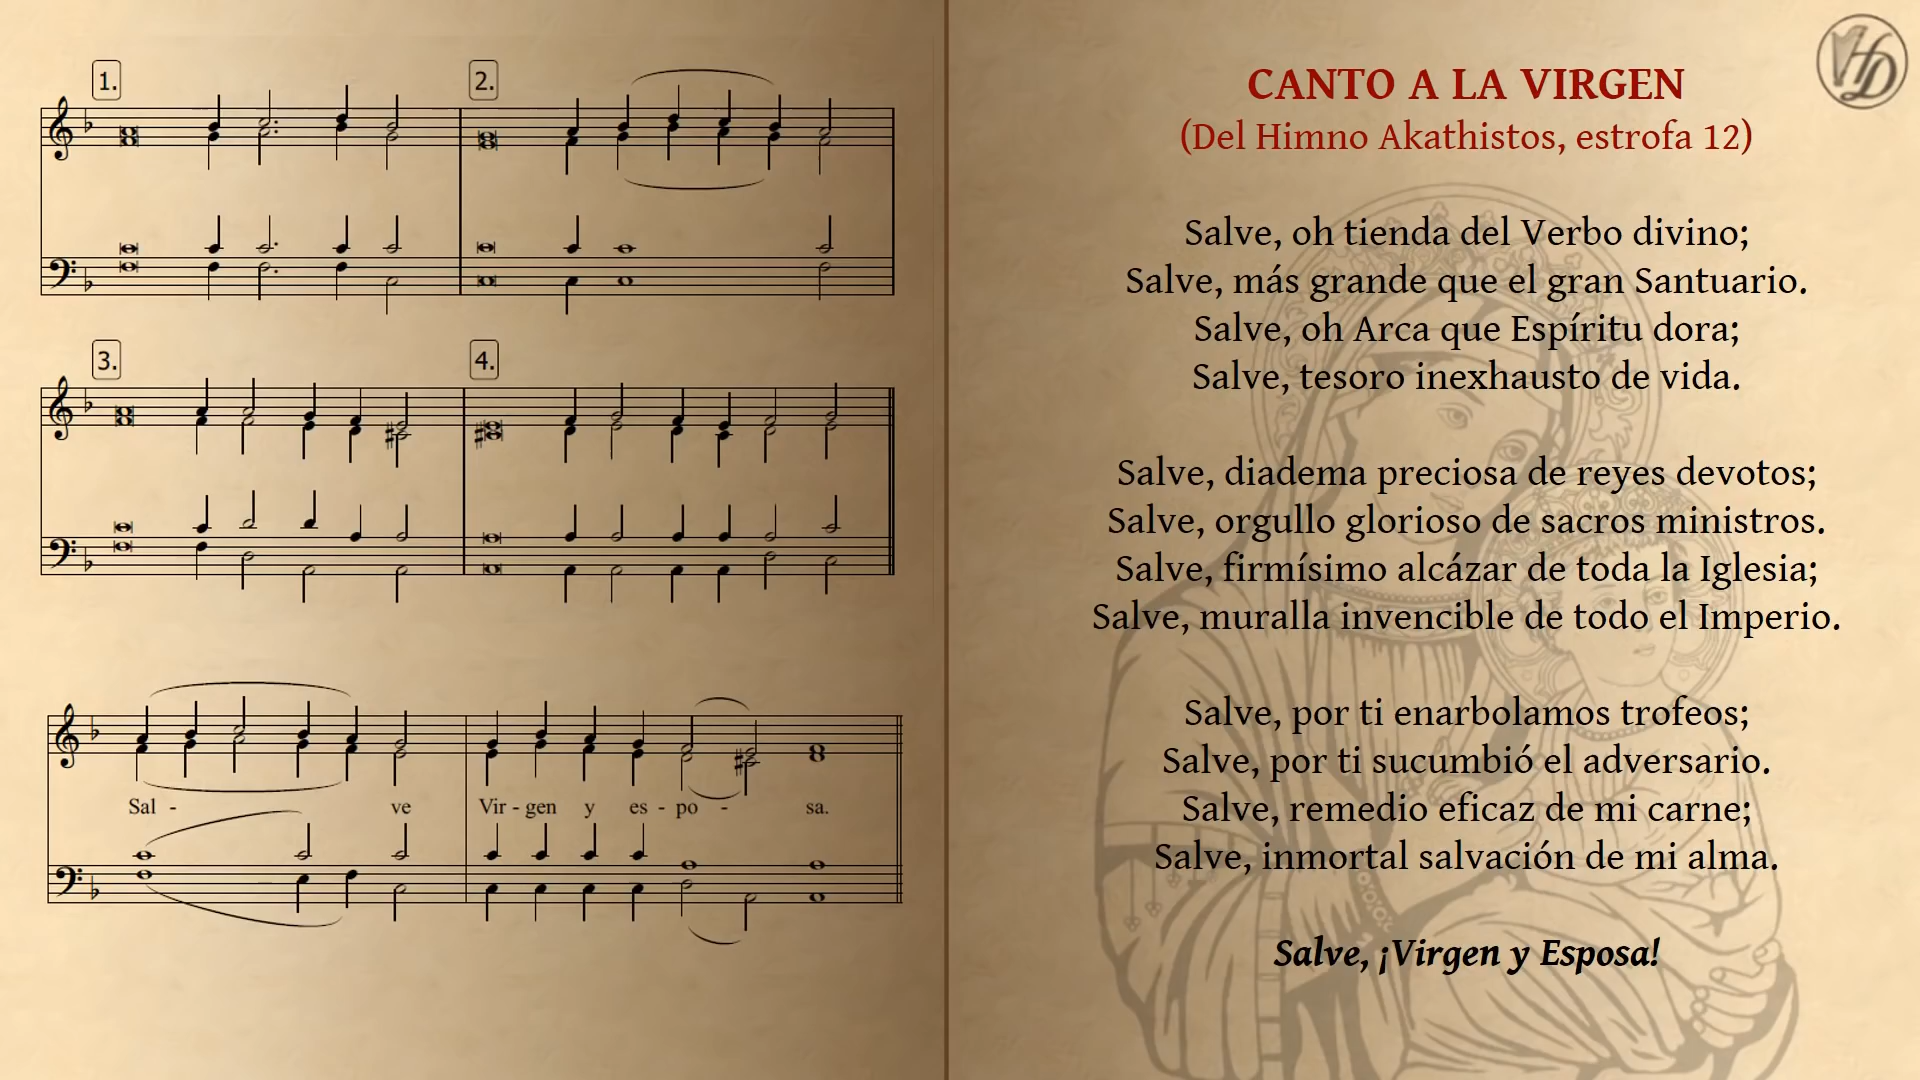 1.
2.
3.
4.
Sal - ve Vir - gen y es - po - sa.
HD
CANTO A LA VIRGEN
(Del Himno Akathistos, estrofa 12)
Salve, oh tienda del Verbo divino;
Salve, más grande que el gran Santuario.
Salve, oh Arca que Espíritu dora;
Salve, tesoro inexhausto de vida.
Salve, diadema preciosa de reyes devotos;
Salve, orgullo glorioso de sacros ministros.
Salve, firmísimo alcázar de toda la Iglesia;
Salve, muralla invencible de todo el Imperio.
Salve, por ti enarbolamos trofeos;
Salve, por ti sucumbió el adversario.
Salve, remedio eficaz de mi carne;
Salve, inmortal salvación de mi alma.
Salve, ¡Virgen y Esposa!